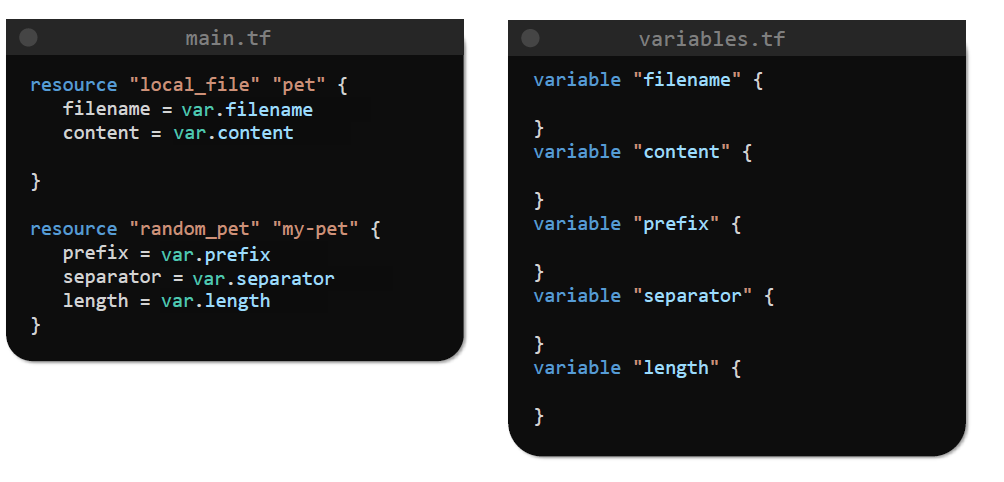 main.tf
resource "local_file" "pet" {
filename = var.filename
content = var.content
}
resource "random_pet" "my-pet" {
prefix = var.prefix
separator = var.separator
length = var.length
}
variables.tf
variable "filename" {
}
variable "content" {
}
variable "prefix" {
}
variable "separator" {
}
variable "length" {
}